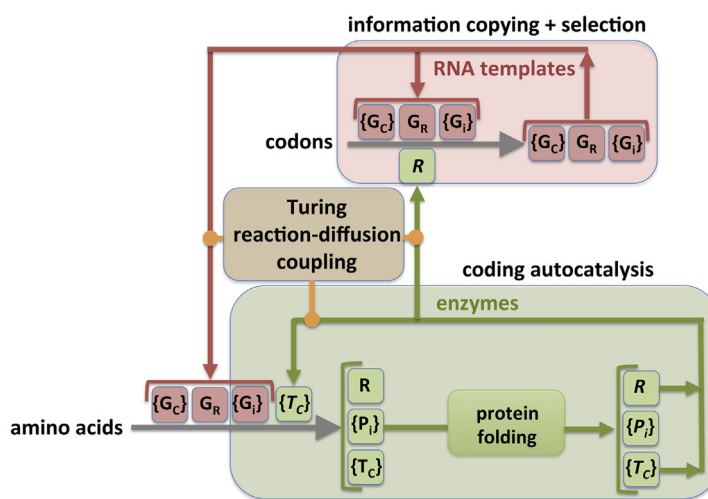 information copying + selection
RNA templates
{G_C} G_R {G_i}
codons
{G_C} G_R {G_i}
R
Turing
reaction-diffusion
coupling
coding autocatalysis
enzymes
{G_C} G_R {G_i} {T_C}
amino acids
R
{P_i}
{T_C}
protein
folding
R
{P_i}
{T_C}